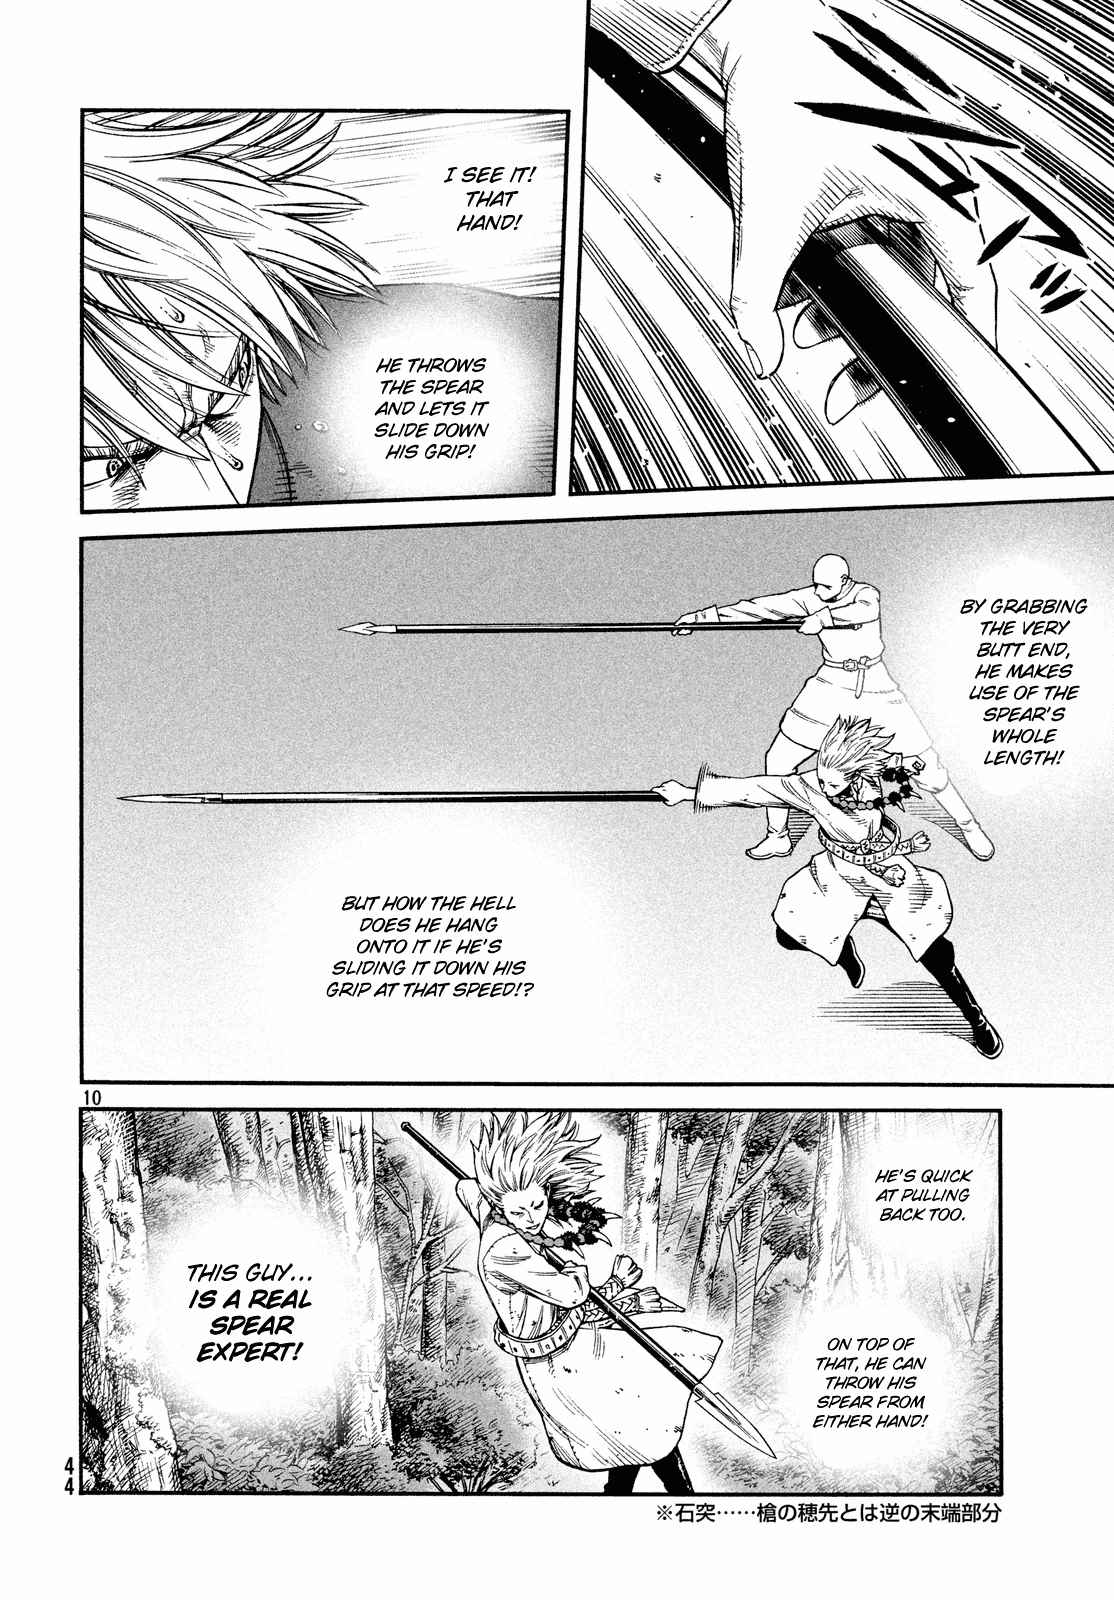 I SEE IT!
THAT
HAND!
HE THROWS
THE SPEAR
AND LETS IT
SLIDE DOWN
HIS GRIP!
BY GRABBING
THE VERY
BUTT END,
HE MAKES
USE OF THE
SPEAR'S
WHOLE
LENGTH!
BUT HOW THE HELL
DOES HE HANG
ONTO IT IF HE'S
SLIDING IT DOWN HIS
GRIP AT THAT SPEED!?
10
HE'S QUICK
AT PULLING
BACK TOO.
ON TOP OF
THAT, HE CAN
THROW HIS
SPEAR FROM
EITHER HAND!
THIS GUY...
IS A REAL
SPEAR
EXPERT!
44
※石突……槍の穂先とは逆の末端部分